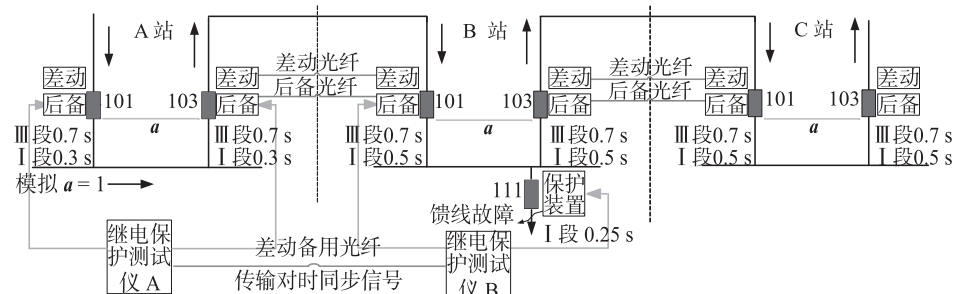 A站
B 站
C站
差动
差动
差动光纤
差动
差动
差动光纤
差动
差动
后备
101
103
后备
后备光纤
后备
101
103
后备
后备光纤
后备
101
103
后备
a
a
a
Ⅲ段0.7 s
Ⅰ段0.3 s
Ⅲ段0.7 s
Ⅰ段0.3 s
Ⅲ段0.7 s
Ⅰ段0.5 s
Ⅲ段0.7 s
Ⅰ段0.5 s
Ⅲ段0.7 s
Ⅰ段0.5 s
Ⅲ段0.7 s
Ⅰ段0.5 s
模拟 a = 1
111
保护
装置
馈线故障
Ⅰ段 0.25 s
继电保
护测试
仪 A
差动备用光纤
传输对时同步信号
继电保
护测试
仪 B